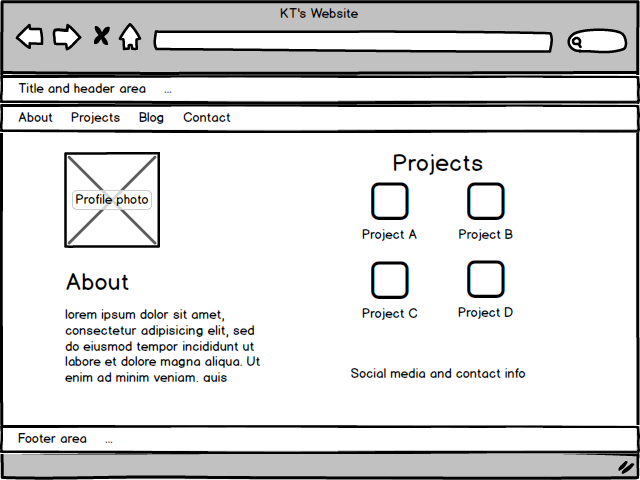 KT's Website
Title and header area ...
About Projects Blog Contact
Profile photo
About
lorem ipsum dolor sit amet,
consectetur adipisicing elit, sed
do eiusmod tempor incididunt ut
labore et dolore magna aliqua. Ut
enim ad minim veniam. quis
Projects
Project A Project B
Project C Project D
Social media and contact info
Footer area ...